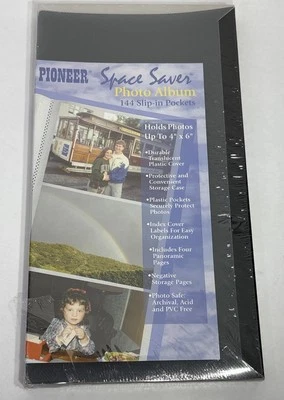 PIONEER Space Saver™
Photo Album
144 Slip-in Pockets
Holds Photos
Up To 4" x 6"
•Durable
Translucent
Plastic Cover
•Protective and
Convenient
Storage Case
•Plastic Pockets
Securely Protect
Photos
•Index Cover
Labels For Easy
Organization
•Includes Four
Panoramic
Pages
•Negative
Storage Pages
•Photo Safe
Archival, Acid
and PVC Free